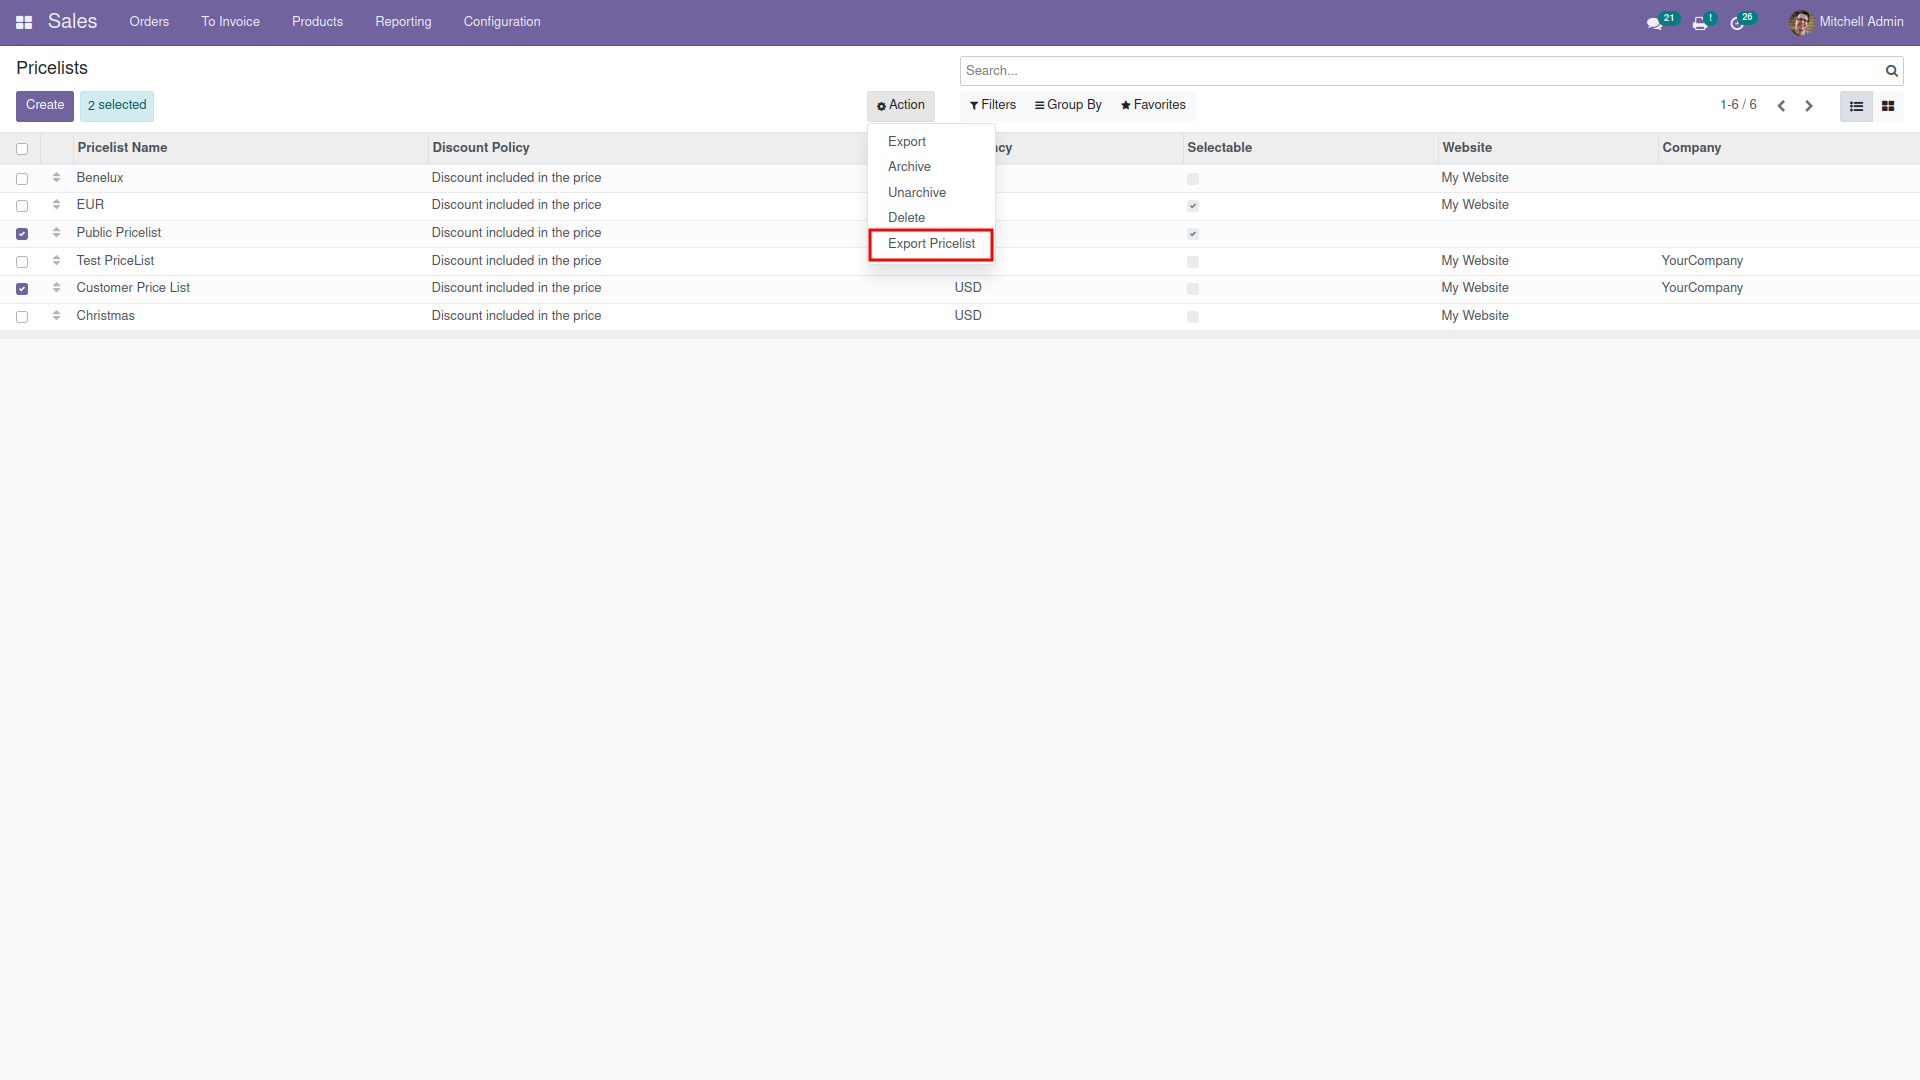 Sales Orders To Invoice Products Reporting Configuration 21 ! 26 Mitchell Admin
Pricelists Search...
Create 2 selected Action Filters Group By Favorites 1-6 / 6
Pricelist Name Discount Policy cy Selectable Website Company
Benelux Discount included in the price My Website
EUR Discount included in the price My Website
Public Pricelist Discount included in the price
Test PriceList Discount included in the price My Website YourCompany
Customer Price List Discount included in the price USD My Website YourCompany
Christmas Discount included in the price USD My Website
Export
Archive
Unarchive
Delete
Export Pricelist